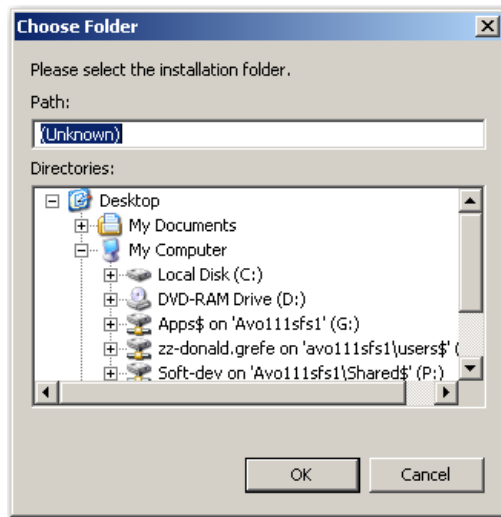 Choose Folder
Please select the installation folder.
Path:
(Unknown)
Directories:
Desktop
My Documents
My Computer
Local Disk (C:)
DVD-RAM Drive (D:)
Apps$ on 'Avo111sfs1' (G:)
zz-donald.grefe on 'avo111sfs1\users$' (
Soft-dev on 'Avo111sfs1\Shared$' (P:)
OK
Cancel